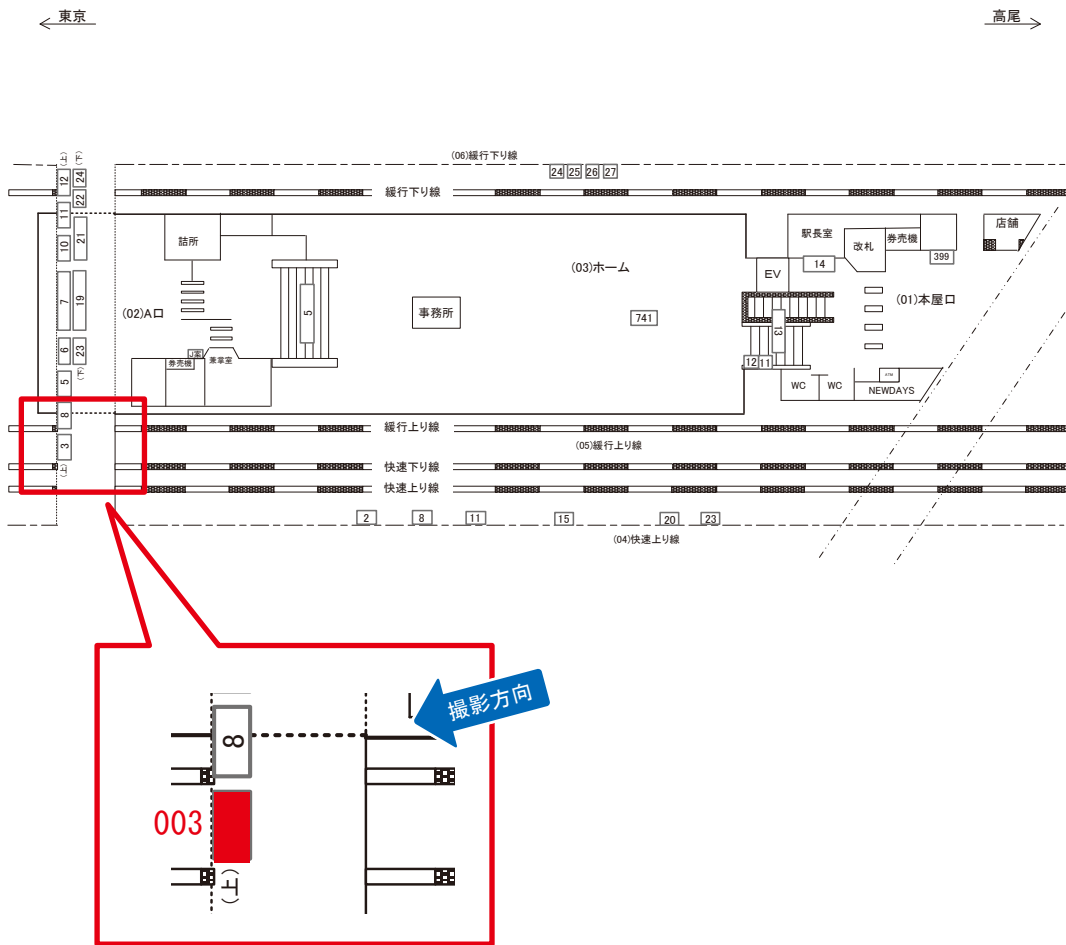 東京
高尾
(06)緩行下り線
24 25 26 27
緩行下り線
(上)
(下)
12
24
22
11
21
10
7
19
6
23
(下)
5
8
3
(上)
詰所
(02)A口
券売機
兼掌室
5
事務所
(03)ホーム
741
EV
駅長室
14
改札
券売機
399
店舗
(01)本屋口
13
12 11
WC
WC
ATM
NEWDAYS
緩行上り線
(05)緩行上り線
快速下り線
快速上り線
2
8
11
15
20
23
(04)快速上り線
撮影方向
8
003
(上)